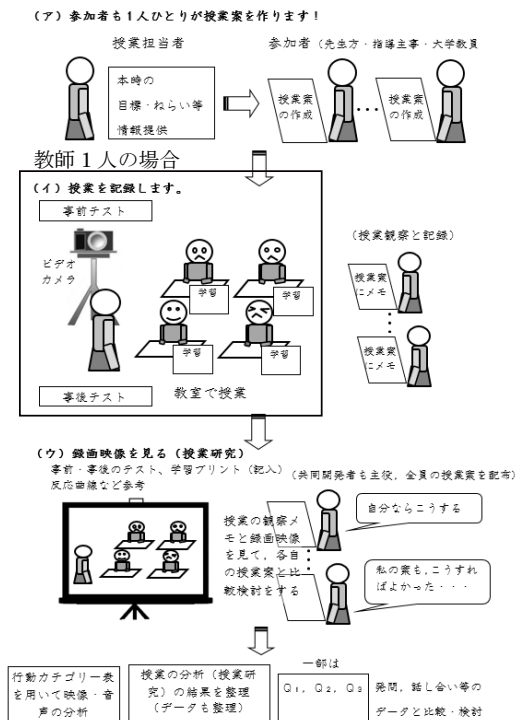 (ア)参加者も1人ひとりが授業案を作ります！
授業担当者
参加者(先生方・指導主事・大学教員
本時の
目標・ねらい等
情報提供
授業案
の作成
授業案
の作成
教師1人の場合
(イ)授業を記録します。
事前テスト
ビデオ
カメラ
学習
学習
学習
学習
事後テスト
教室で授業
(授業観察と記録)
授業案
にメモ
授業案
にメモ
(ウ)録画映像を見る(授業研究)
事前・事後のテスト、学習プリント(記入)
反応曲線など参考
(共同開発者も主役，全員の授業案を配布)
授業の観察メ
モと録画映像
を見て，各自
の授業案と比
較検討をする
自分ならこうする
私の案も，こうすれ
ばよかった・・・
行動カテゴリー表
を用いて映像・音
声の分析
授業の分析(授業研
究)の結果を整理
(データも整理)
一部は
Q₁，Q₂，Q₃
発問，話し合い等の
データと比較・検討